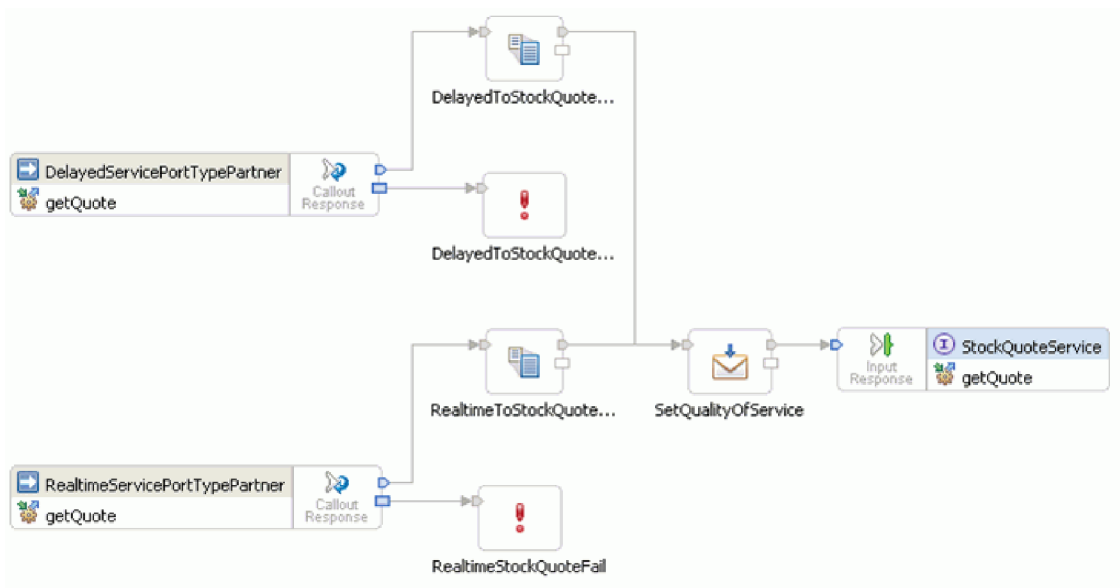 DelayedToStockQuote...
DelayedServicePortTypePartner
getQuote
Callout
Response
DelayedToStockQuote...
RealtimeToStockQuote...
SetQualityOfService
Input
Response
I
StockQuoteService
getQuote
RealtimeServicePortTypePartner
getQuote
Callout
Response
RealtimeStockQuoteFail